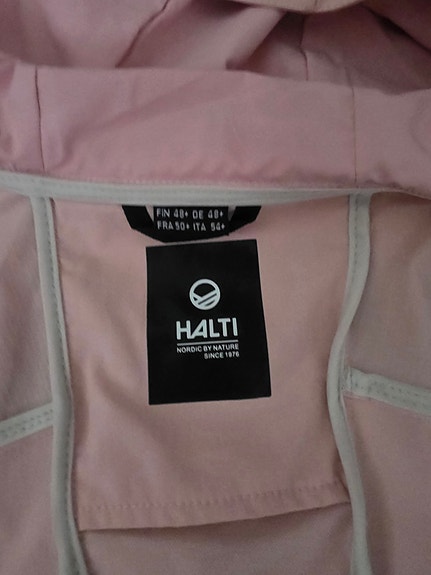 FIN 48+ DE 48+
FRA 50+ ITA 54+
HALTI
NORDIC BY NATURE
SINCE 1976